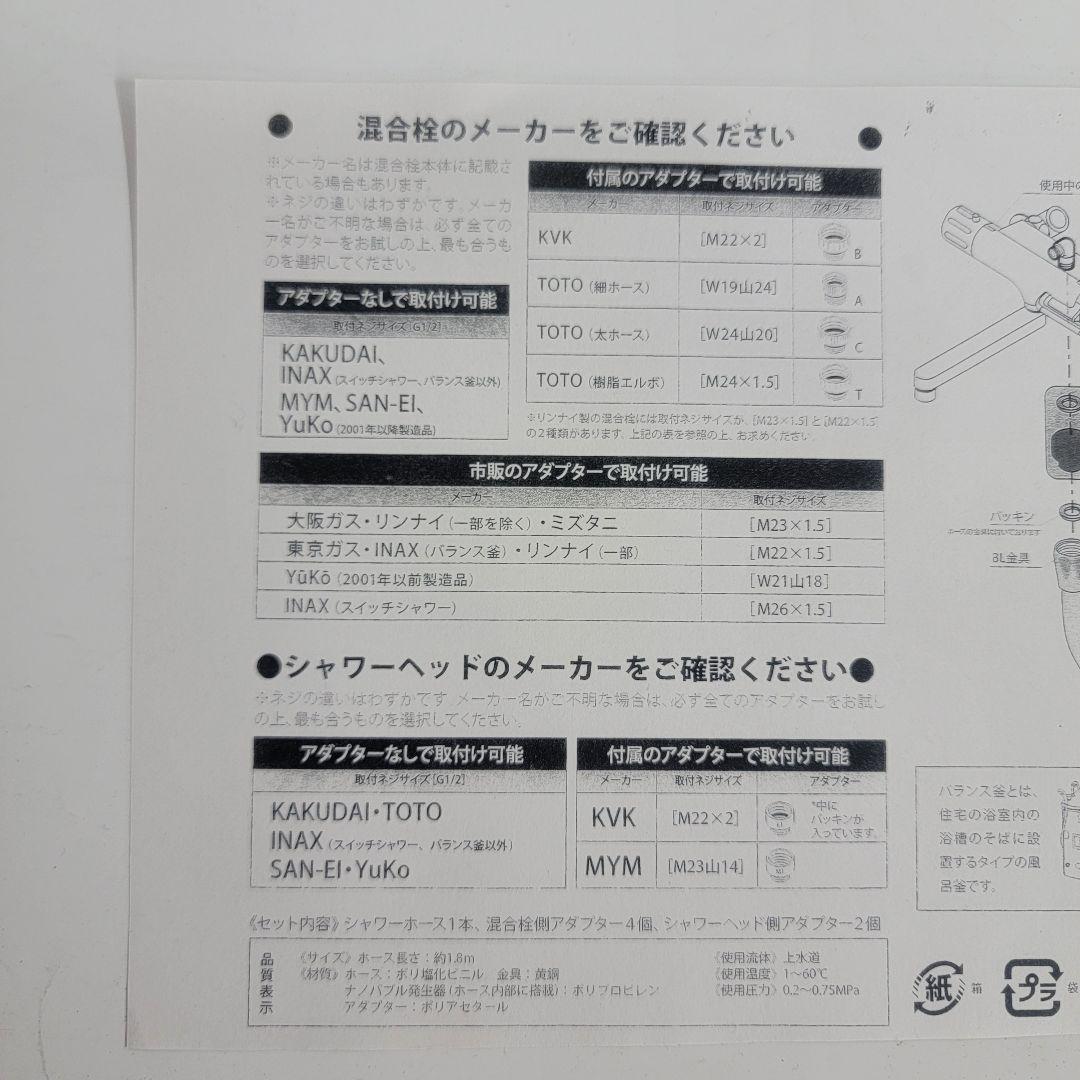 ●混合栓のメーカーをご確認ください●
※メーカー名は混合栓本体に記載さ
れている場合もあります。
※ネジの違いはわずかです。メーカ
ー名がご不明な場合は、必ず全ての
アダプターをお試しの上、最も合うも
のを選択してください。
アダプターなしで取付け可能
取付ネジサイズ[G1/2]
KAKUDAI、
INAX(スイッチシャワー、バランス釜以外)
MYM、SAN-EI、
YuKo(2001年以降製造品)
付属のアダプターで取付け可能
メーカー 取付ネジサイズ アダプター
KVK [M22×2] B
TOTO(細ホース) [W19山24] A
TOTO(太ホース) [W24山20] C
TOTO(樹脂エルボ) [M24×1.5] T
※リンナイ製の混合栓には取付ネジサイズが、[M23×1.5]と[M22×1.5]
の2種類があります。上記の表を参照の上、お求めください。
市販のアダプターで取付け可能
メーカー 取付ネジサイズ
大阪ガス・リンナイ(一部を除く)・ミズタニ [M23×1.5]
東京ガス・INAX(バランス釜)・リンナイ(一部) [M22×1.5]
YūKō(2001年以前製造品) [W21山18]
INAX(スイッチシャワー) [M26×1.5]
●シャワーヘッドのメーカーをご確認ください●
※ネジの違いはわずかです。メーカー名がご不明な場合は、必ず全てのアダプターをお試し
の上、最も合うものを選択してください。
アダプターなしで取付け可能
取付ネジサイズ[G1/2]
KAKUDAI・TOTO
INAX(スイッチシャワー、バランス釜以外)
SAN-EI・YuKo
付属のアダプターで取付け可能
メーカー 取付ネジサイズ アダプター
KVK [M22×2] *中に
パッキンが
入っています。
MYM [M23山14]
《セット内容》シャワーホース1本、混合栓側アダプター4個、シャワーヘッド側アダプター2個
品質表示
《サイズ》ホース長さ：約1.8m
《材質》ホース：ポリ塩化ビニル 金具：黄銅
ナノバブル発生器(ホース内部に搭載)：ポリプロピレン
アダプター：ポリアセタール
《使用流体》上水道
《使用温度》1～60℃
《使用圧力》0.2～0.75MPa
使用中の
パッキン
ホースの金具に付いております
BL金具
バランス釜とは、
住宅の浴室内の
浴槽のそばに設
置するタイプの風
呂釜です。
紙 箱
プラ 袋